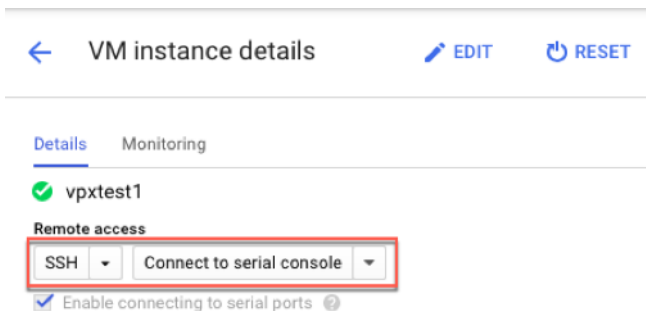 VM instance details EDIT RESET
Details Monitoring
vpxtest1
Remote access
SSH Connect to serial console
Enable connecting to serial ports